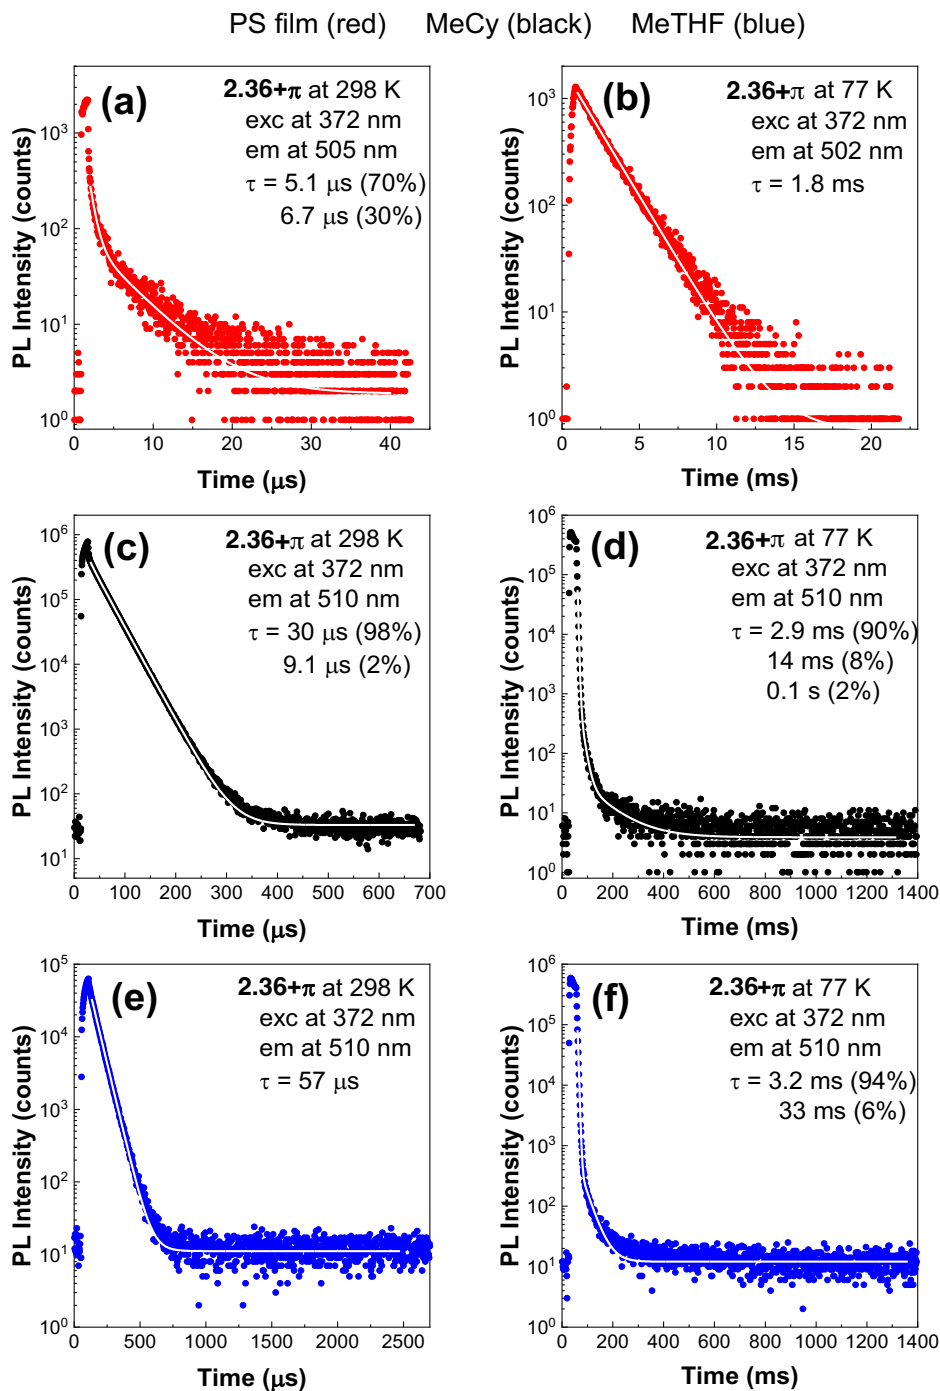 PS film (red) MeCy (black) MeTHF (blue)
(a)
2.36+π at 298 K
exc at 372 nm
em at 505 nm
τ = 5.1 μs (70%)
6.7 μs (30%)
PL Intensity (counts)
10³
10²
10¹
10⁰
0 10 20 30 40
Time (μs)
(b)
2.36+π at 77 K
exc at 372 nm
em at 502 nm
τ = 1.8 ms
PL Intensity (counts)
10³
10²
10¹
10⁰
0 5 10 15 20
Time (ms)
(c)
2.36+π at 298 K
exc at 372 nm
em at 510 nm
τ = 30 μs (98%)
9.1 μs (2%)
PL Intensity (counts)
10⁶
10⁵
10⁴
10³
10²
10¹
0 100 200 300 400 500 600 700
Time (μs)
(d)
2.36+π at 77 K
exc at 372 nm
em at 510 nm
τ = 2.9 ms (90%)
14 ms (8%)
0.1 s (2%)
PL Intensity (counts)
10⁶
10⁵
10⁴
10³
10²
10¹
10⁰
0 200 400 600 800 1000 1200 1400
Time (ms)
(e)
2.36+π at 298 K
exc at 372 nm
em at 510 nm
τ = 57 μs
PL Intensity (counts)
10⁵
10⁴
10³
10²
10¹
10⁰
0 500 1000 1500 2000 2500
Time (μs)
(f)
2.36+π at 77 K
exc at 372 nm
em at 510 nm
τ = 3.2 ms (94%)
33 ms (6%)
PL Intensity (counts)
10⁶
10⁵
10⁴
10³
10²
10¹
10⁰
0 200 400 600 800 1000 1200 1400
Time (ms)